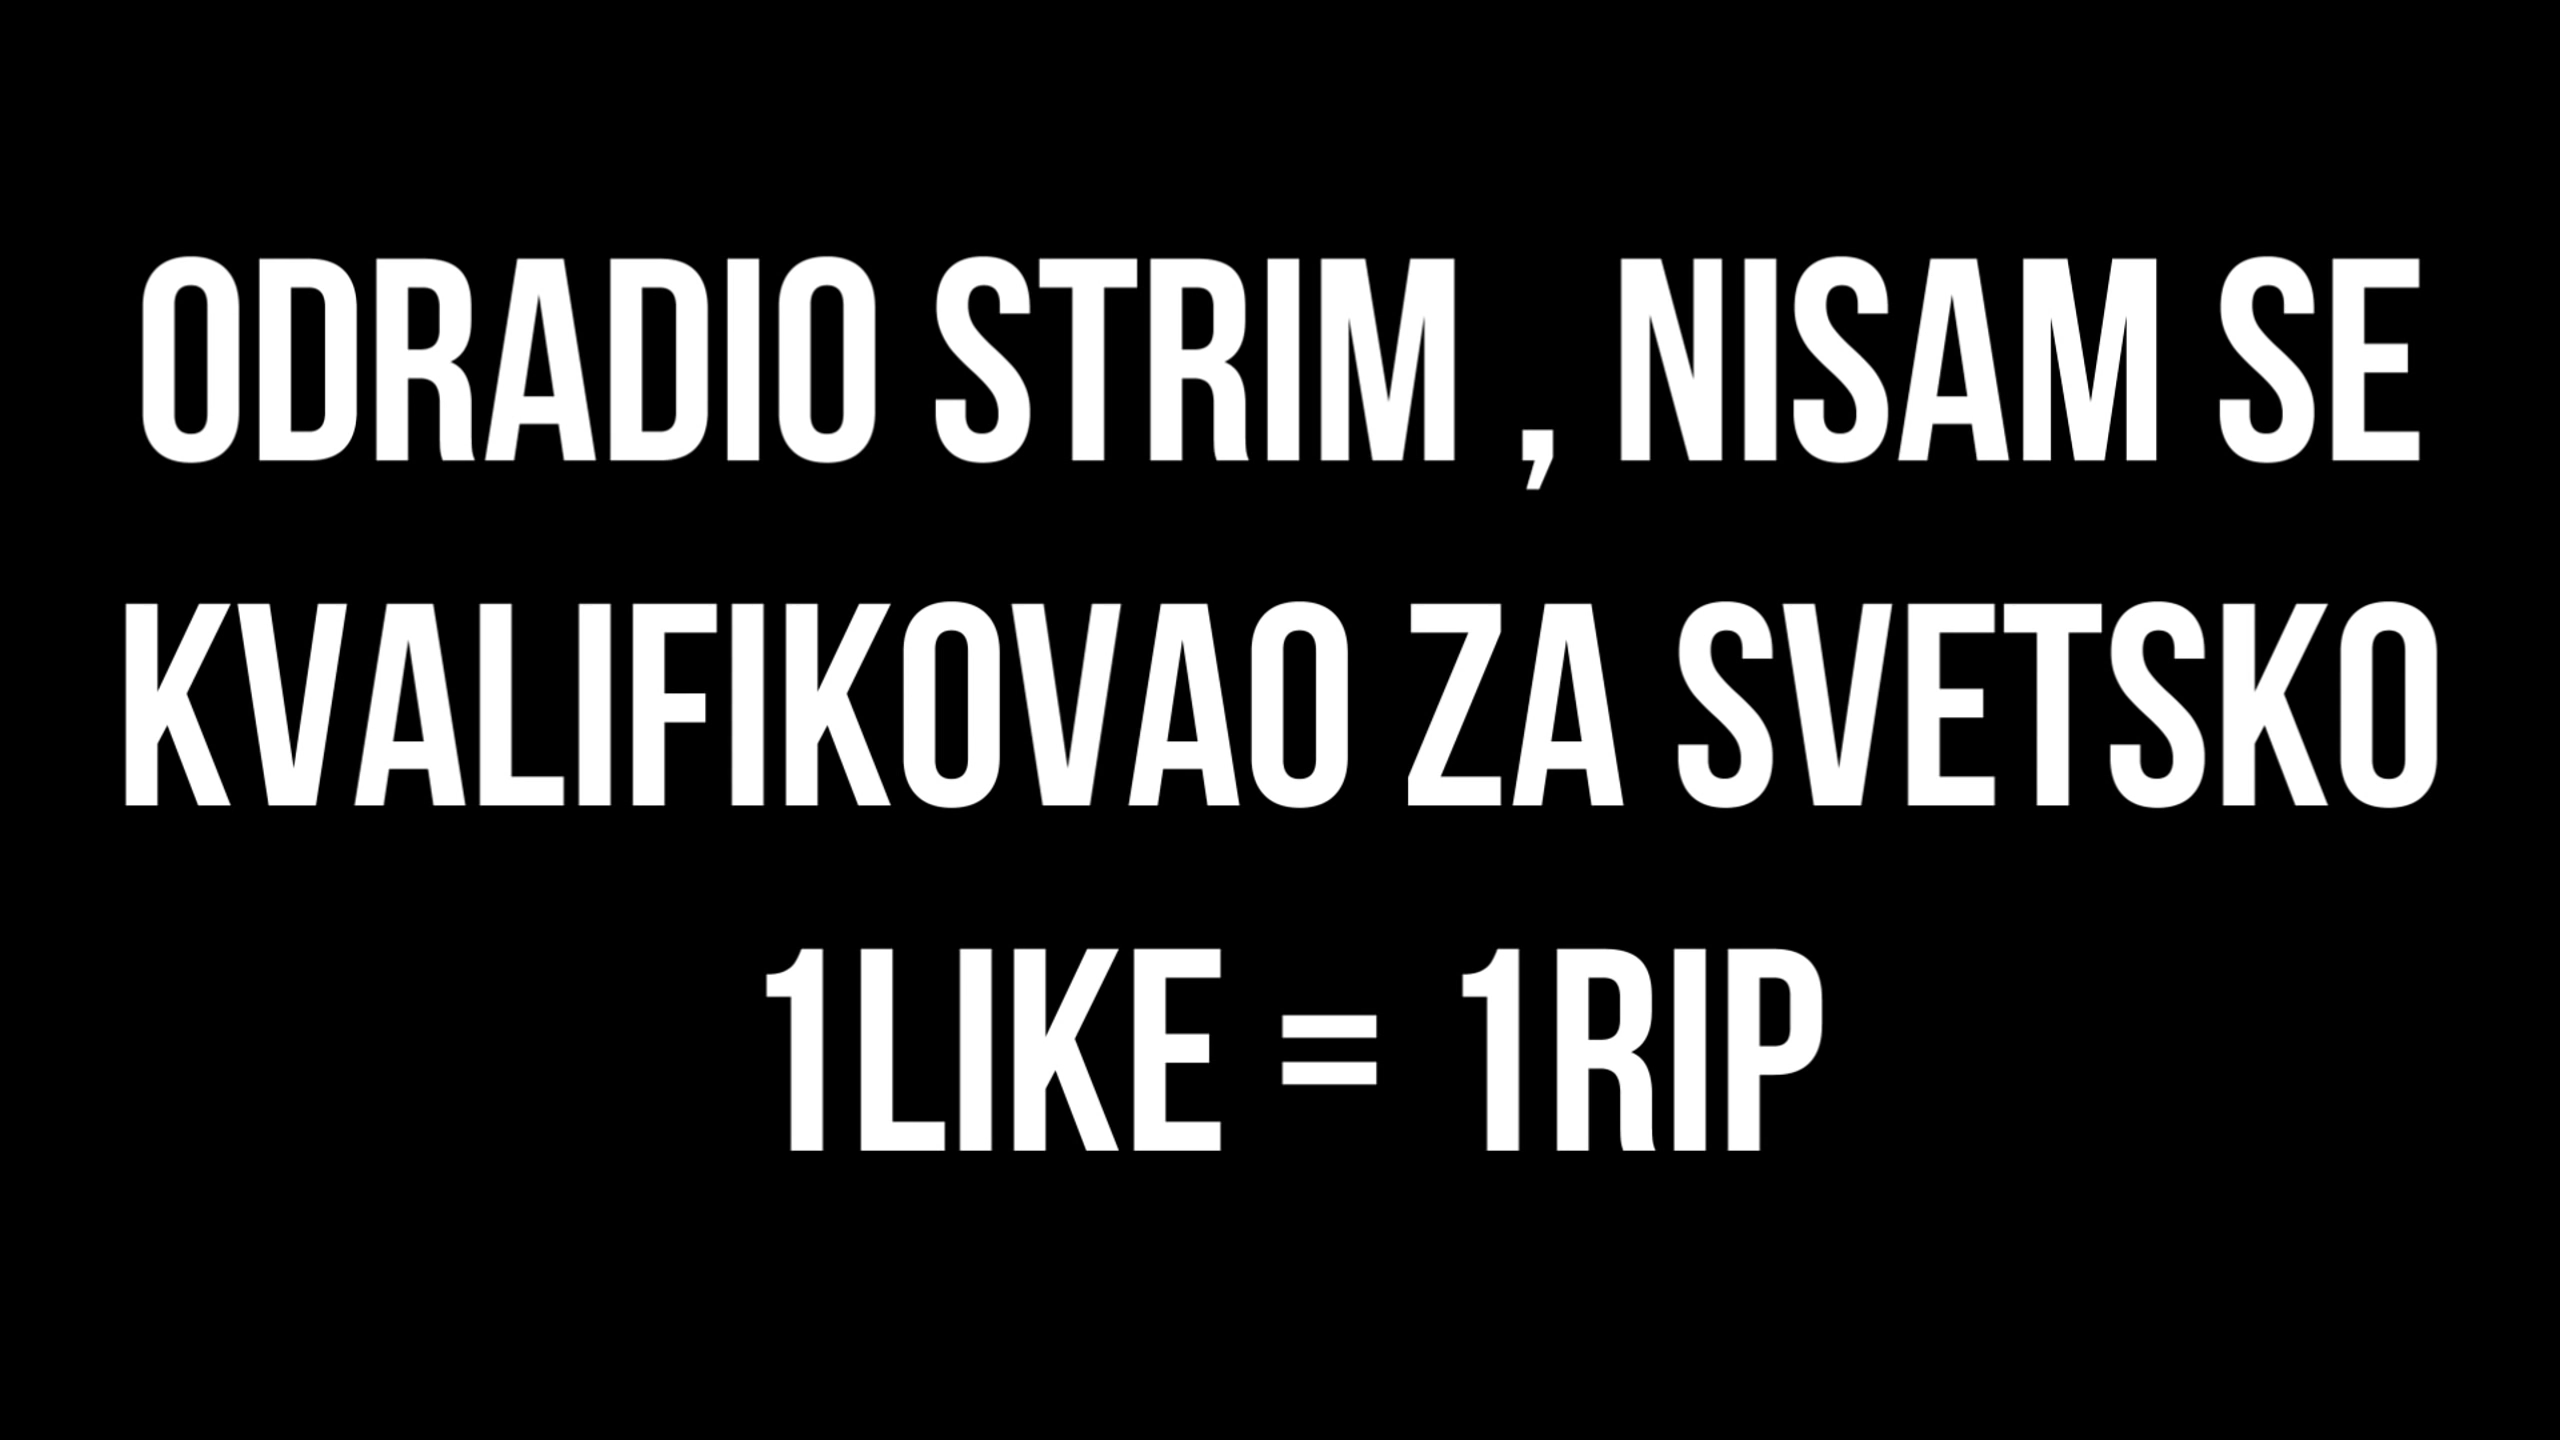 ODRADIO STRIM , NISAM SE
KVALIFIKOVAO ZA SVETSKO
1LIKE = 1RIP